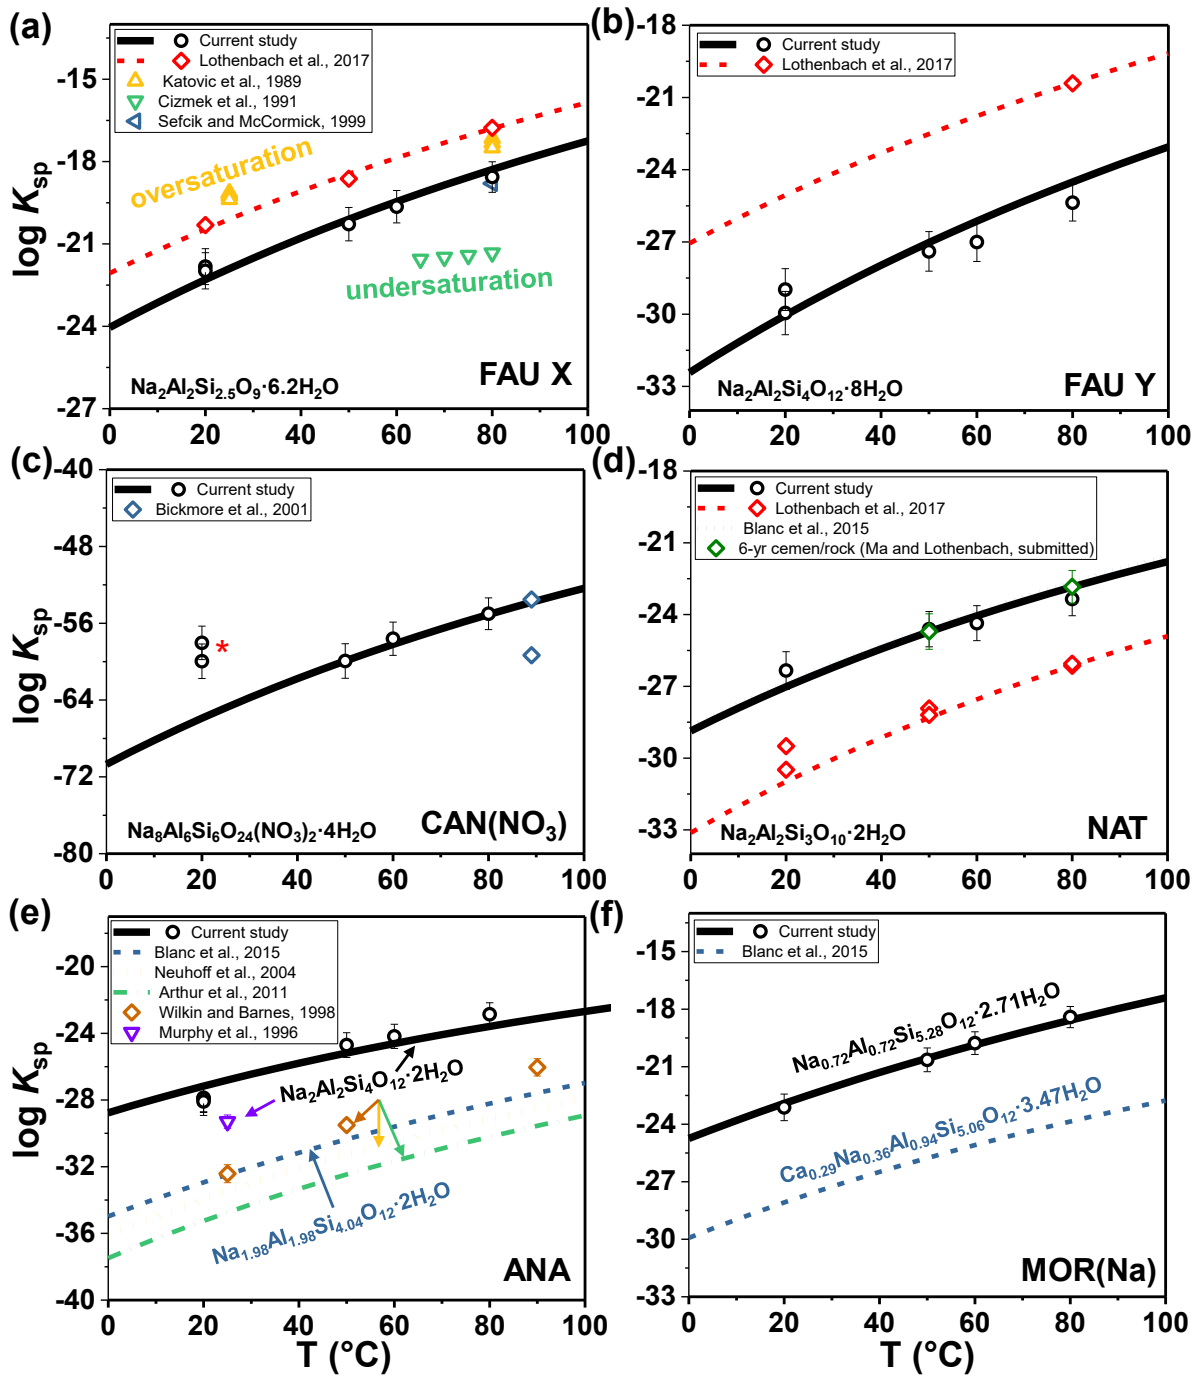 (a)
Current study
Lothenbach et al., 2017
Katovic et al., 1989
Cizmek et al., 1991
Sefcik and McCormick, 1999
oversaturation
undersaturation
Na2Al2Si2.5O9·6.2H2O
FAU X
log Ksp
-15
-18
-21
-24
-27
0 20 40 60 80 100
(b)
Current study
Lothenbach et al., 2017
Na2Al2Si4O12·8H2O
FAU Y
-18
-21
-24
-27
-30
-33
0 20 40 60 80 100
(c)
Current study
Bickmore et al., 2001
*
Na8Al6Si6O24(NO3)2·4H2O
CAN(NO3)
log Ksp
-40
-48
-56
-64
-72
-80
0 20 40 60 80 100
(d)
Current study
Lothenbach et al., 2017
Blanc et al., 2015
6-yr cemen/rock (Ma and Lothenbach, submitted)
Na2Al2Si3O10·2H2O
NAT
-18
-21
-24
-27
-30
-33
0 20 40 60 80 100
(e)
Current study
Blanc et al., 2015
Neuhoff et al., 2004
Arthur et al., 2011
Wilkin and Barnes, 1998
Murphy et al., 1996
Na2Al2Si4O12·2H2O
Na1.98Al1.98Si4.04O12·2H2O
ANA
log Ksp
-20
-24
-28
-32
-36
-40
0 20 40 60 80 100
T (°C)
(f)
Current study
Blanc et al., 2015
Na0.72Al0.72Si5.28O12·2.71H2O
Ca0.29Na0.36Al0.94Si5.06O12·3.47H2O
MOR(Na)
-15
-18
-21
-24
-27
-30
-33
0 20 40 60 80 100
T (°C)